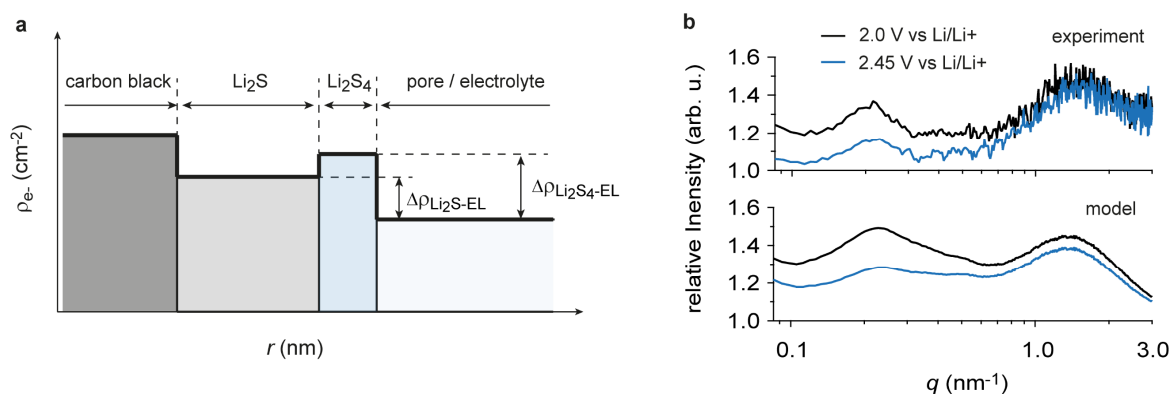 a
carbon black
Li₂S
Li₂S₄
pore / electrolyte
ρe- (cm-2)
ΔρLi₂S-EL
ΔρLi₂S₄-EL
r (nm)
b
2.0 V vs Li/Li+
2.45 V vs Li/Li+
experiment
relative Inensity (arb. u.)
1.6
1.4
1.2
1.0
model
1.6
1.4
1.2
1.0
0.1
1.0
3.0
q (nm-1)